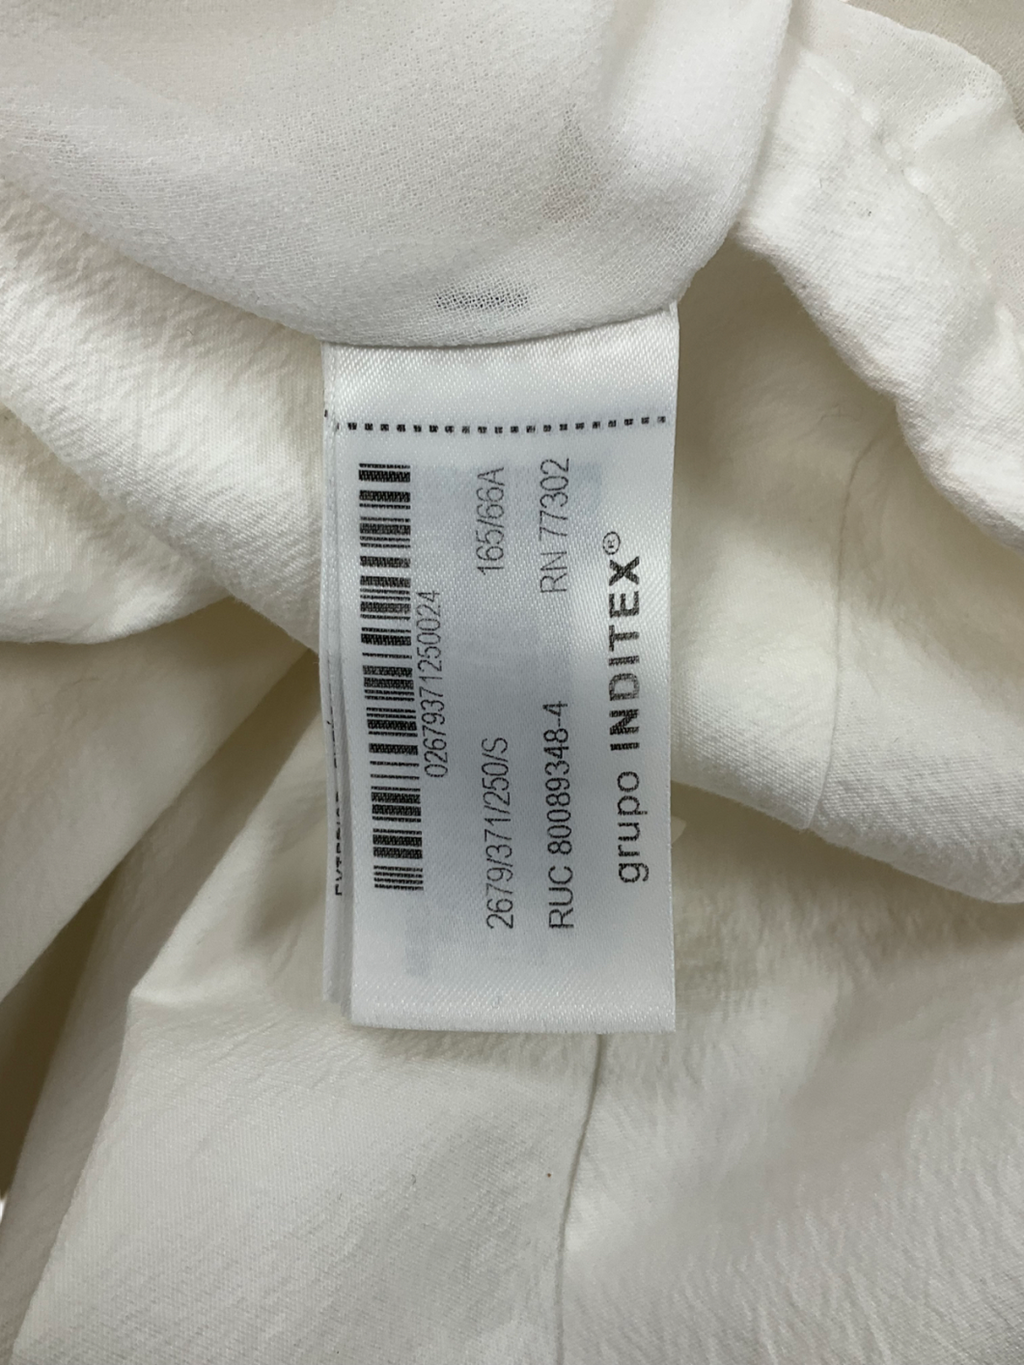 02679371250024
2679/371/250/S 165/66A
RUC 80089348-4 RN 77302
grupo INDITEX®